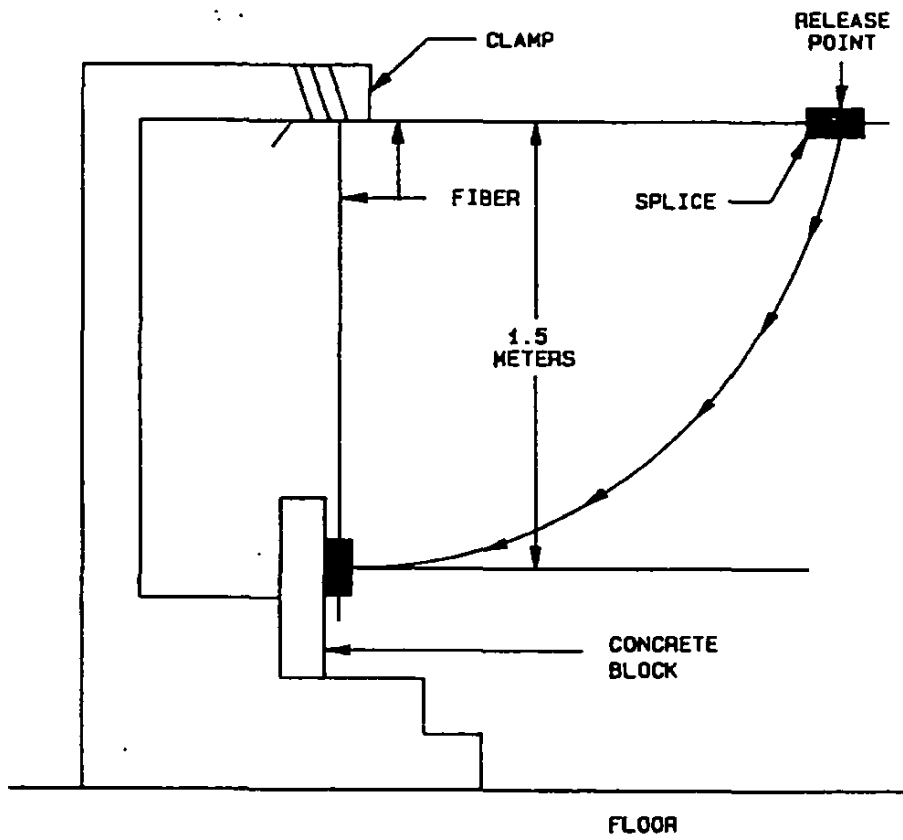 CLAMP
RELEASE
POINT
FIBER
SPLICE
1.5
METERS
CONCRETE
BLOCK
FLOOR